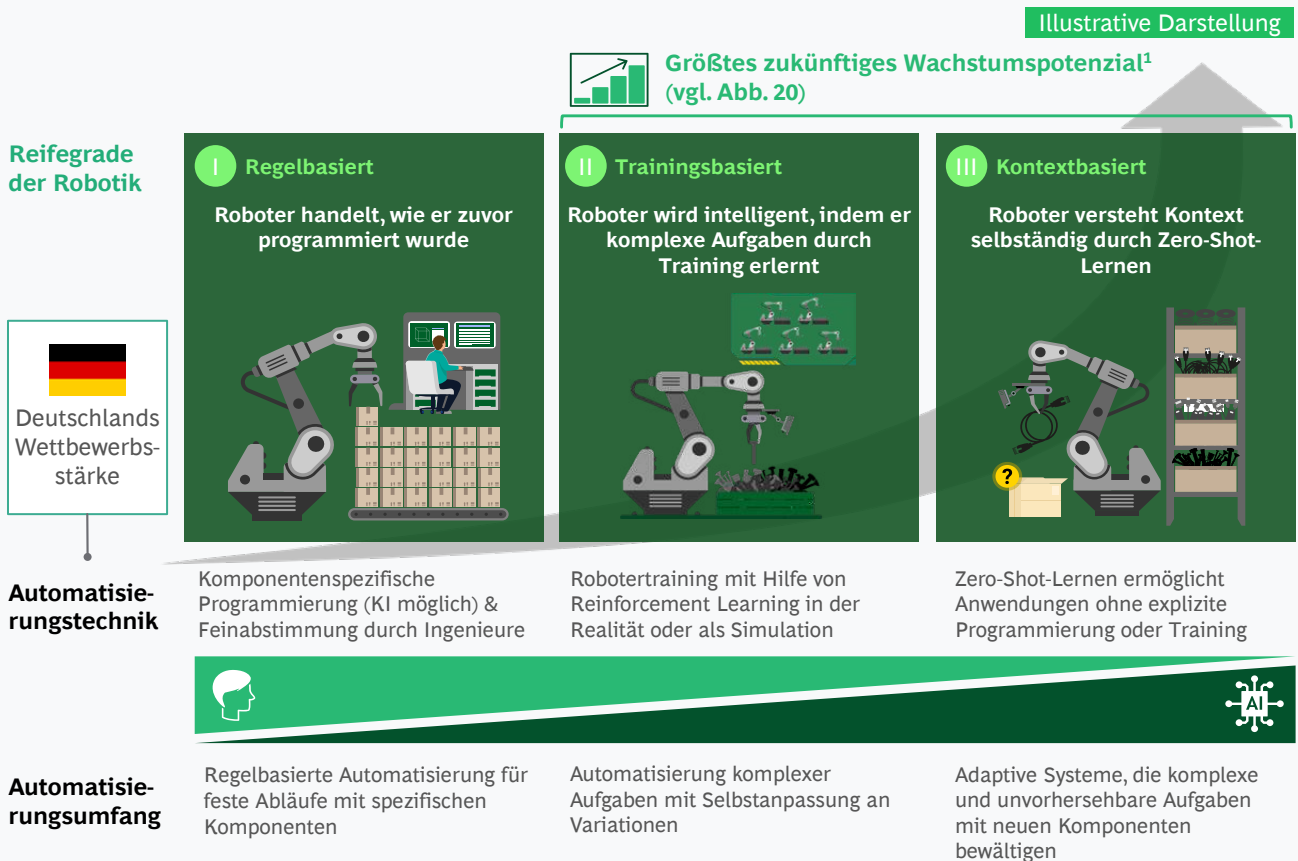 Illustrative Darstellung
Größtes zukünftiges Wachstumspotenzial¹
(vgl. Abb. 20)
Reifegrade
der Robotik
I Regelbasiert
Roboter handelt, wie er zuvor
programmiert wurde
II Trainingsbasiert
Roboter wird intelligent, indem er
komplexe Aufgaben durch
Training erlernt
III Kontextbasiert
Roboter versteht Kontext
selbständig durch Zero-Shot-
Lernen
?
Deutschlands
Wettbewerbs-
stärke
Automatisie-
rungstechnik
Komponentenspezifische
Programmierung (KI möglich) &
Feinabstimmung durch Ingenieure
Robotertraining mit Hilfe von
Reinforcement Learning in der
Realität oder als Simulation
Zero-Shot-Lernen ermöglicht
Anwendungen ohne explizite
Programmierung oder Training
AI
Automatisie-
rungsumfang
Regelbasierte Automatisierung für
feste Abläufe mit spezifischen
Komponenten
Automatisierung komplexer
Aufgaben mit Selbstanpassung an
Variationen
Adaptive Systeme, die komplexe
und unvorhersehbare Aufgaben
mit neuen Komponenten
bewältigen